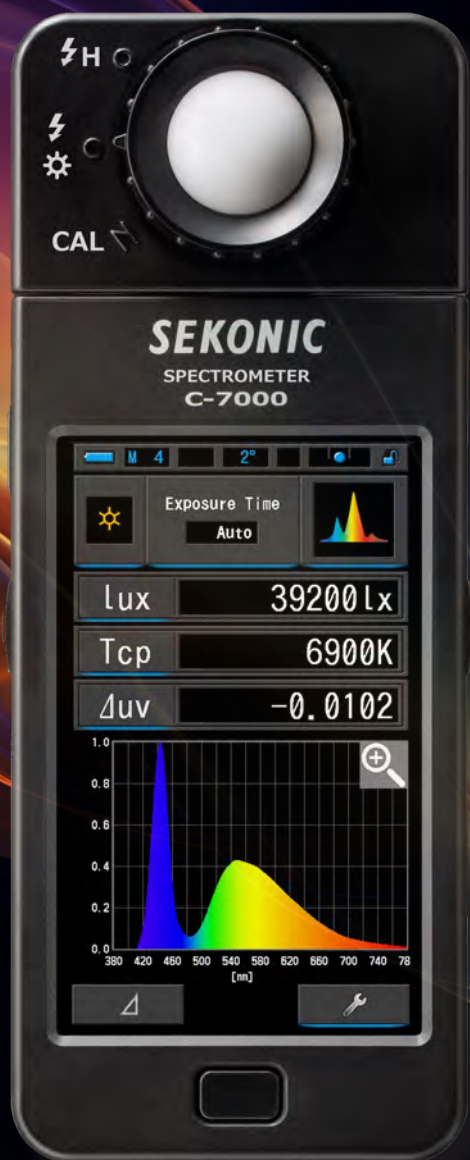 H
CAL
SEKONIC
SPECTROMETER
C-7000
M 4 2°
Exposure Time
Auto
lux 39200lx
Tcp 6900K
⊿uv -0.0102
1.0
0.8
0.6
0.4
0.2
0.0
380 420 460 500 540 580 620 660 700 740 78
[nm]
⊿